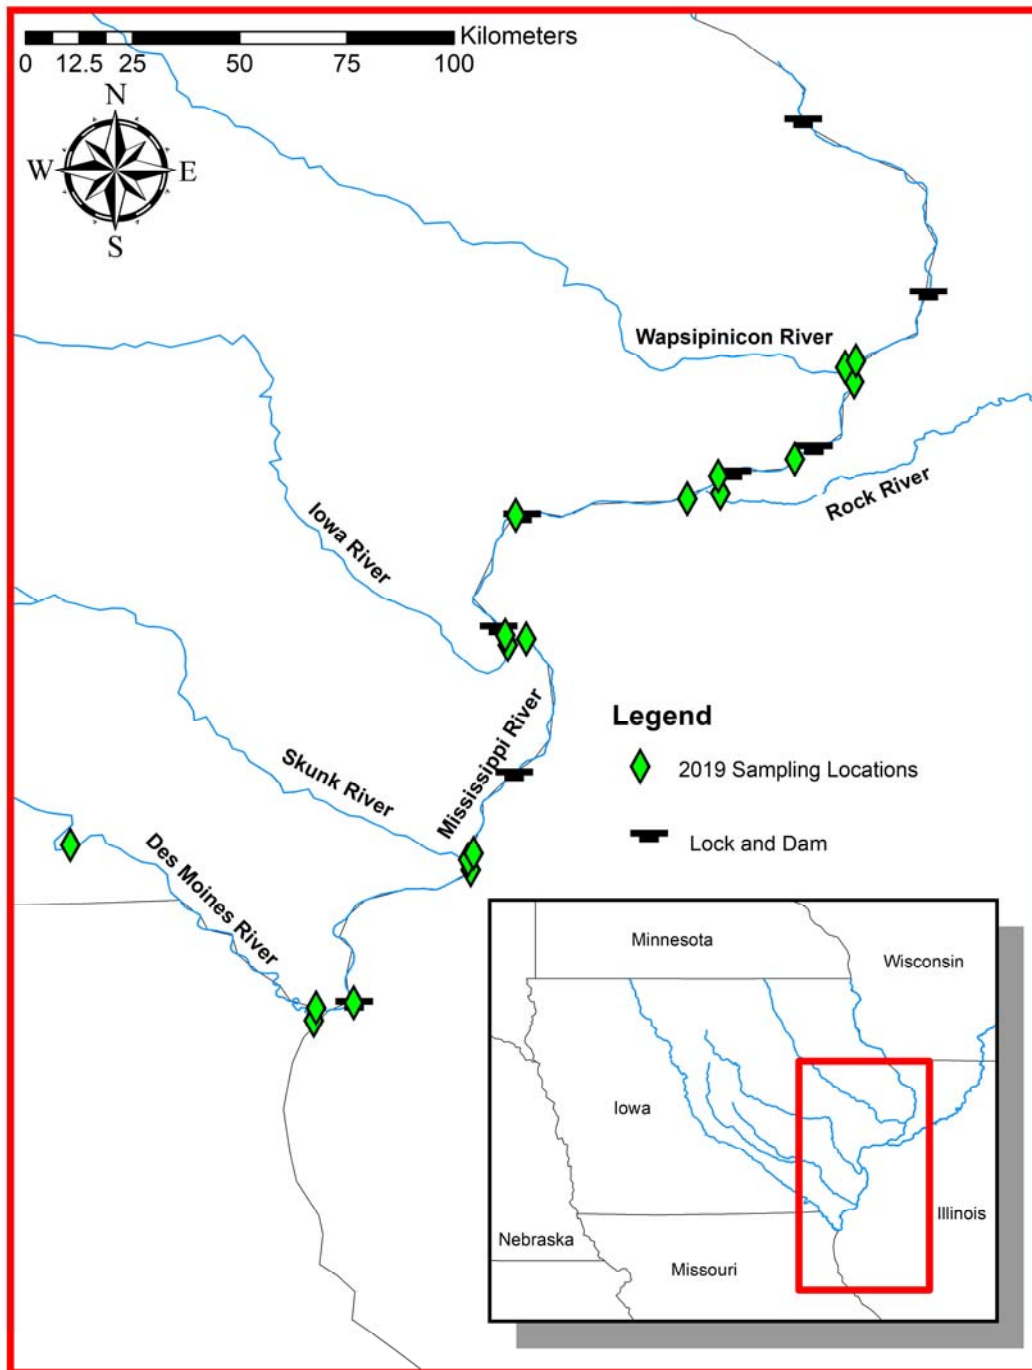 Kilometers
0 12.5 25 50 75 100
N
W E
S
Wapsipinicon River
Rock River
Iowa River
Mississippi River
Skunk River
Des Moines River
Legend
2019 Sampling Locations
Lock and Dam
Minnesota
Wisconsin
Iowa
Illinois
Nebraska
Missouri